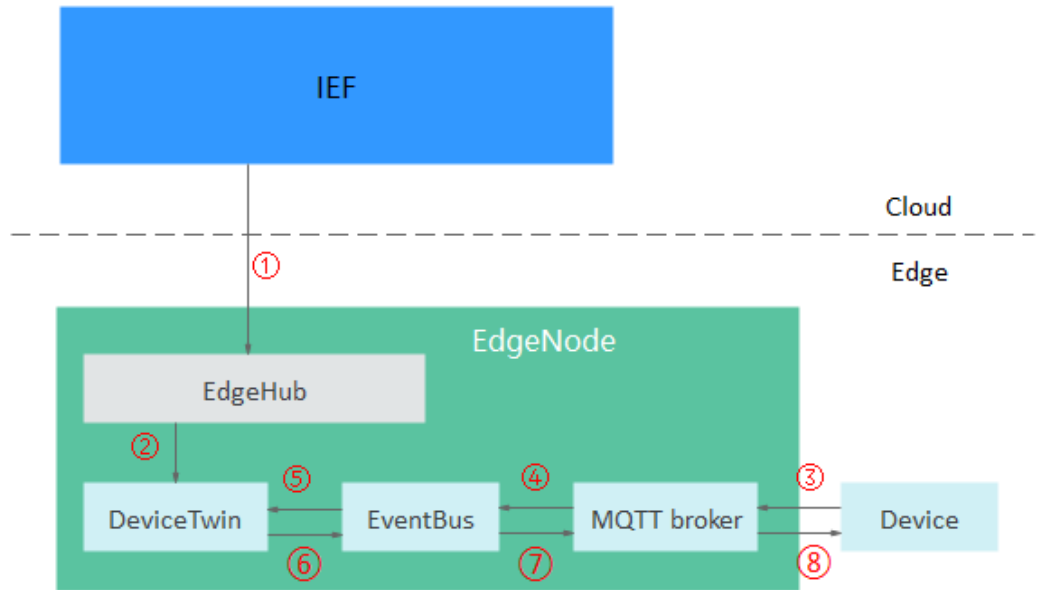 IEF
Cloud
①
Edge
EdgeNode
EdgeHub
②
⑤ ④ ③
DeviceTwin EventBus MQTT broker Device
⑥ ⑦ ⑧